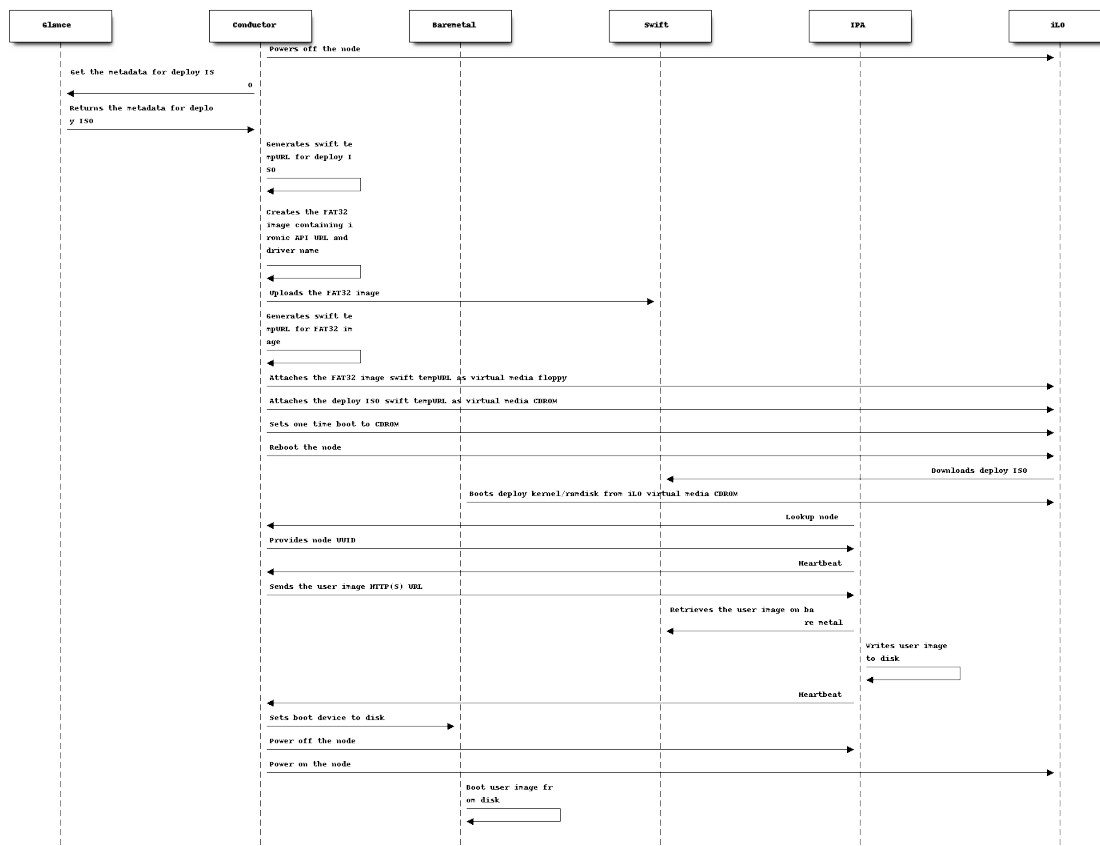 Glance
Conductor
Baremetal
Swift
IPA
iLO
Powers off the node
Get the metadata for deploy IS
O
Returns the metadata for deplo
y ISO
Generates swift te
mpURL for deploy I
SO
Creates the FAT32
image containing i
ronic API URL and
driver name
Uploads the FAT32 image
Generates swift te
mpURL for FAT32 im
age
Attaches the FAT32 image swift tempURL as virtual media floppy
Attaches the deploy ISO swift tempURL as virtual media CDROM
Sets one time boot to CDROM
Reboot the node
Downloads deploy ISO
Boots deploy kernel/ramdisk from iLO virtual media CDROM
Lookup node
Provides node UUID
Heartbeat
Sends the user image HTTP(S) URL
Retrieves the user image on ba
re metal
Writes user image
to disk
Heartbeat
Sets boot device to disk
Power off the node
Power on the node
Boot user image fr
om disk